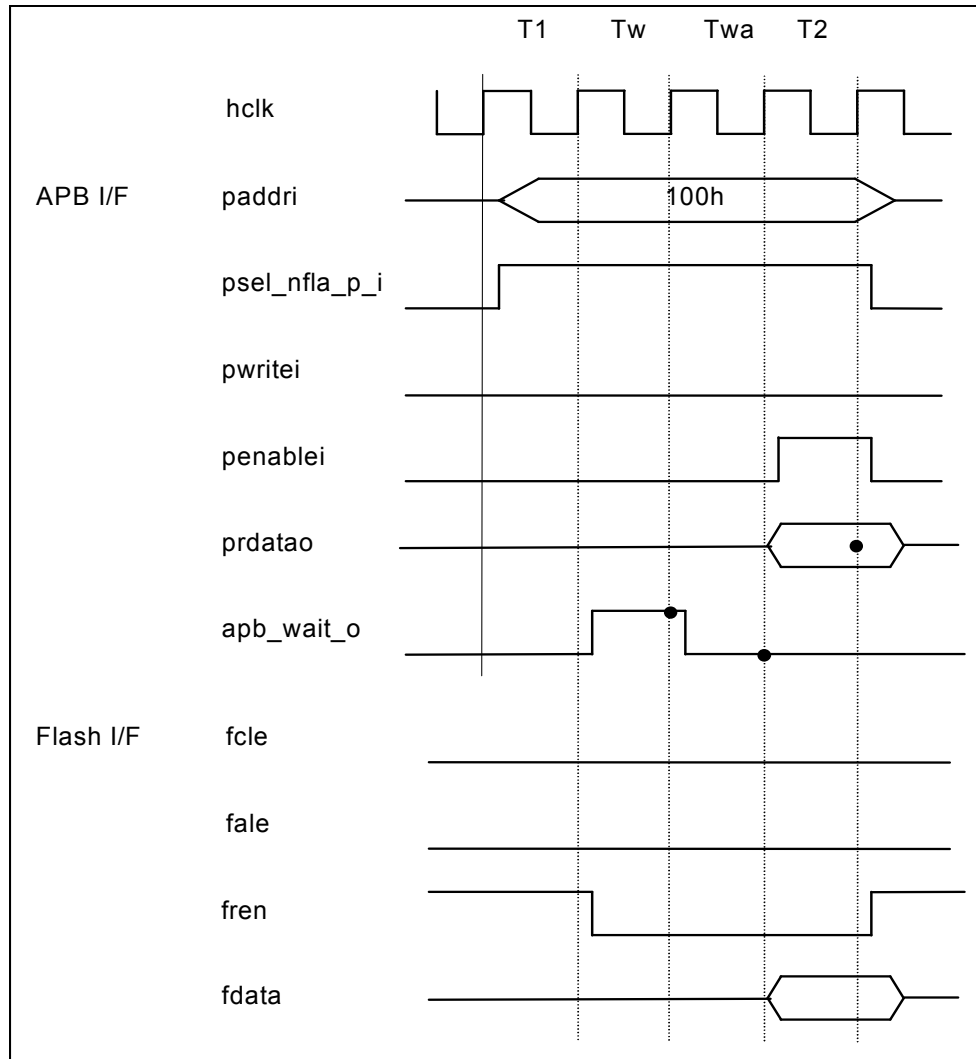 T1 Tw Twa T2
hclk
APB I/F paddri 100h
psel_nfla_p_i
pwritei
penablei
prdatao
apb_wait_o
Flash I/F fcle
fale
fren
fdata